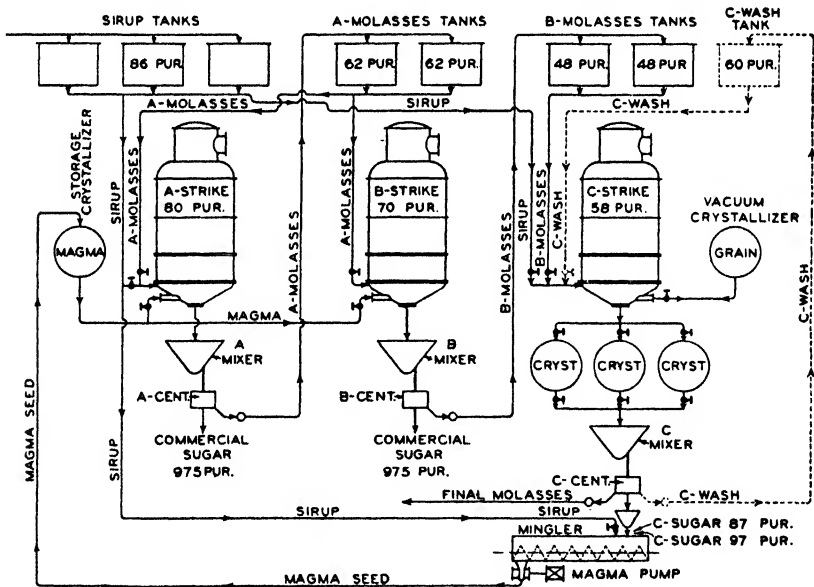 SIRUP TANKS
A-MOLASSES TANKS
B-MOLASSES TANKS
C-WASH
TANK
86 PUR.
62 PUR.
62 PUR.
48 PUR.
48 PUR.
60 PUR.
A-MOLASSES
SIRUP
C-WASH
STORAGE
CRYSTALLIZER
SIRUP
A-MOLASSES
A-STRIKE
80 PUR.
A-MOLASSES
A-MOLASSES
B-STRIKE
70 PUR.
B-MOLASSES
SIRUP
B-MOLASSES
C-WASH
C-STRIKE
58 PUR.
VACUUM
CRYSTALLIZER
MAGMA
GRAIN
C-WASH
MAGMA
A
MIXER
B
MIXER
CRYST
CRYST
CRYST
A-CENT.
B-CENT.
COMMERCIAL
SUGAR
975 PUR.
COMMERCIAL
SUGAR
975 PUR.
C
MIXER
MAGMA SEED
SIRUP
C-CENT.
FINAL MOLASSES
C-WASH
SIRUP
SIRUP
C-SUGAR 87 PUR.
C-SUGAR 97 PUR.
MINGLER
MAGMA SEED
MAGMA PUMP